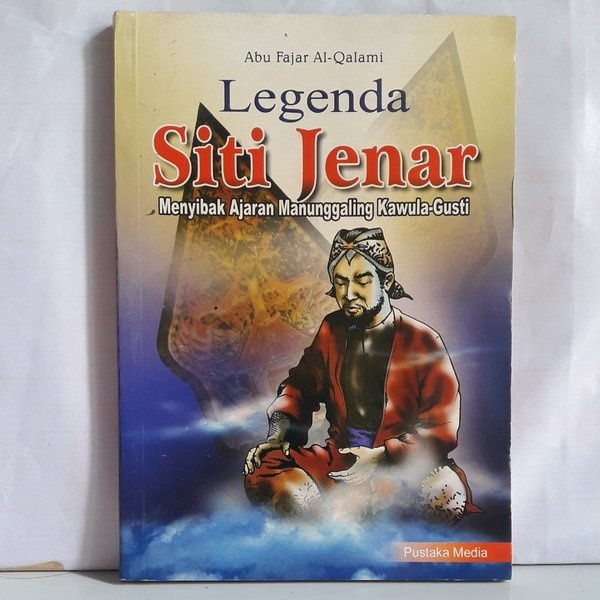 Abu Fajar Al-Qalami
Legenda
Siti Jenar
Menyibak Ajaran Manunggaling Kawula-Gusti
Pustaka Media